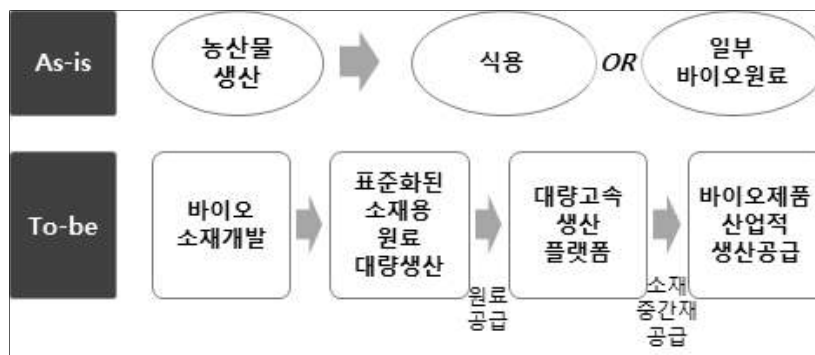 As-is
농산물
생산
식용
OR
일부
바이오원료
To-be
바이오
소재개발
표준화된
소재용
원료
대량생산
원료
공급
대량고속
생산
플랫폼
소재
중간재
공급
바이오제품
산업적
생산공급